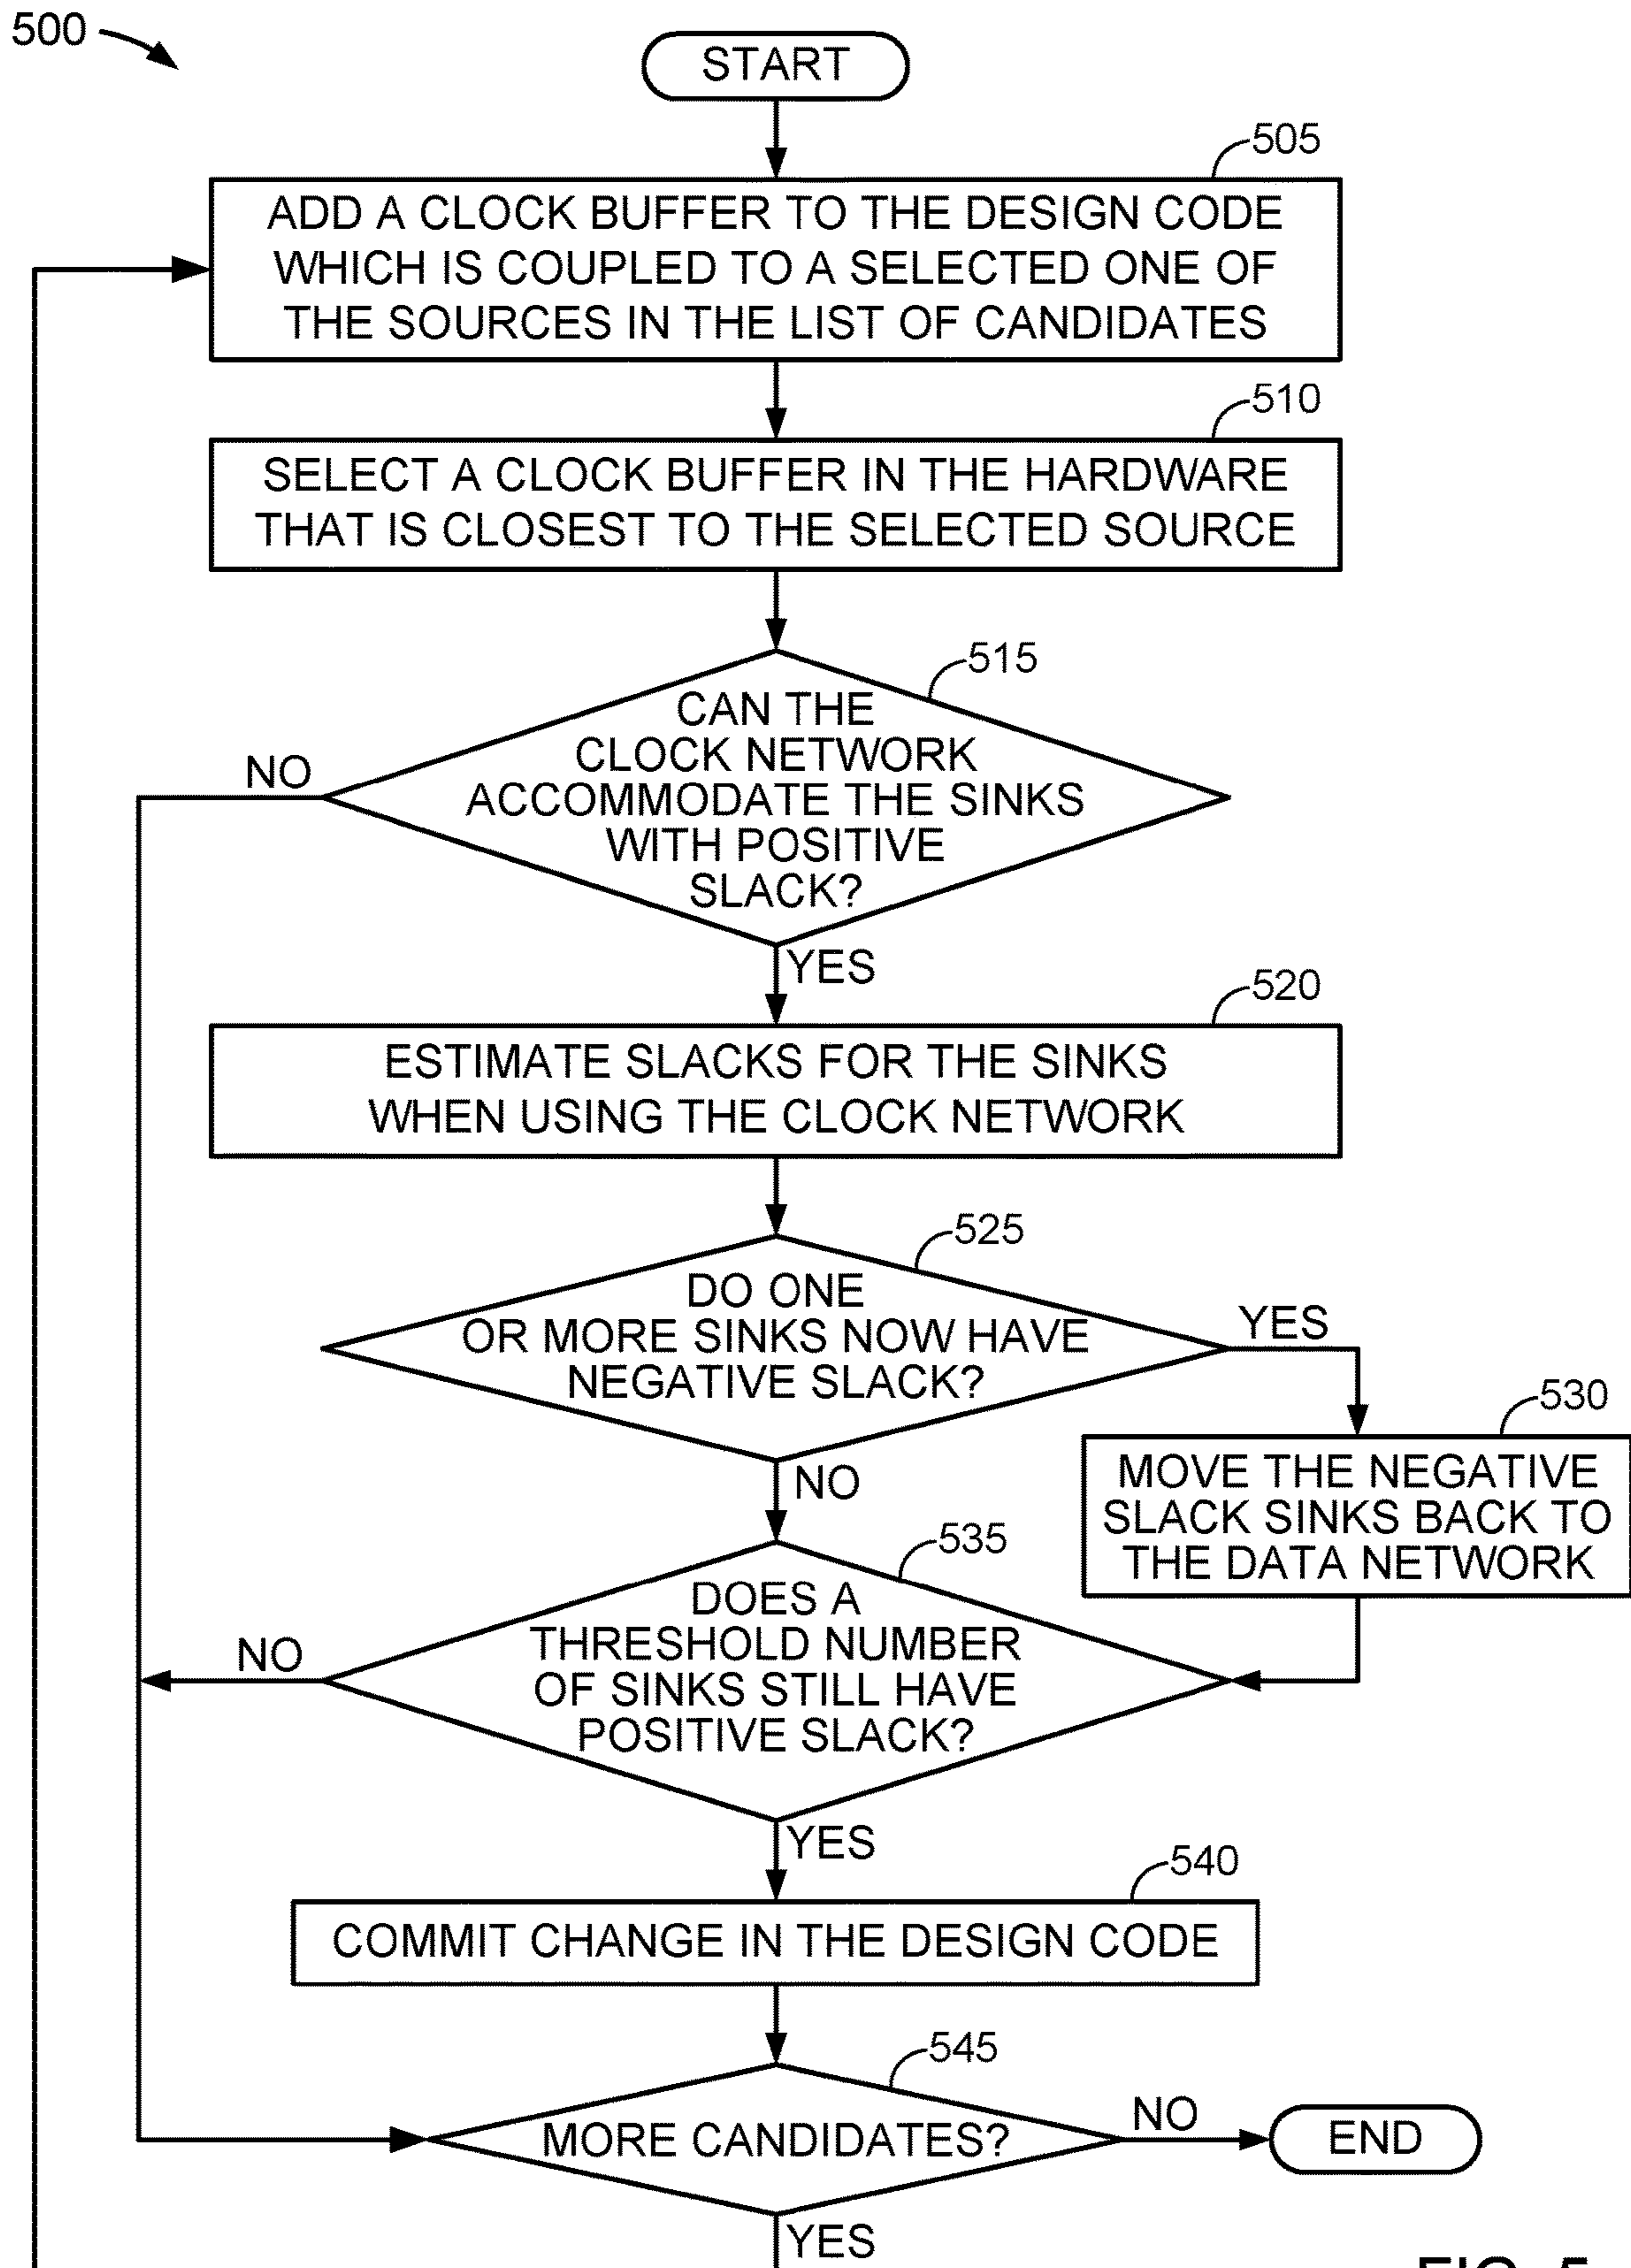 500
START
505
ADD A CLOCK BUFFER TO THE DESIGN CODE
WHICH IS COUPLED TO A SELECTED ONE OF
THE SOURCES IN THE LIST OF CANDIDATES
510
SELECT A CLOCK BUFFER IN THE HARDWARE
THAT IS CLOSEST TO THE SELECTED SOURCE
515
CAN THE
CLOCK NETWORK
ACCOMMODATE THE SINKS
WITH POSITIVE
SLACK?
NO
YES
520
ESTIMATE SLACKS FOR THE SINKS
WHEN USING THE CLOCK NETWORK
525
DO ONE
OR MORE SINKS NOW HAVE
NEGATIVE SLACK?
YES
NO
530
MOVE THE NEGATIVE
SLACK SINKS BACK TO
THE DATA NETWORK
535
DOES A
THRESHOLD NUMBER
OF SINKS STILL HAVE
POSITIVE SLACK?
NO
YES
540
COMMIT CHANGE IN THE DESIGN CODE
545
MORE CANDIDATES?
NO
END
YES